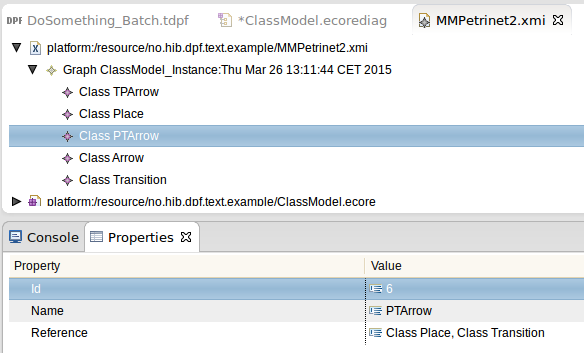 DoSomething_Batch.tdpf *ClassModel.ecorediag MMPetrinet2.xmi
platform:/resource/no.hib.dpf.text.example/MMPetrinet2.xmi
Graph ClassModel_Instance:Thu Mar 26 13:11:44 CET 2015
Class TPArrow
Class Place
Class PTArrow
Class Arrow
Class Transition
platform:/resource/no.hib.dpf.text.example/ClassModel.ecore
Console Properties
Property Value
Id 6
Name PTArrow
Reference Class Place, Class Transition